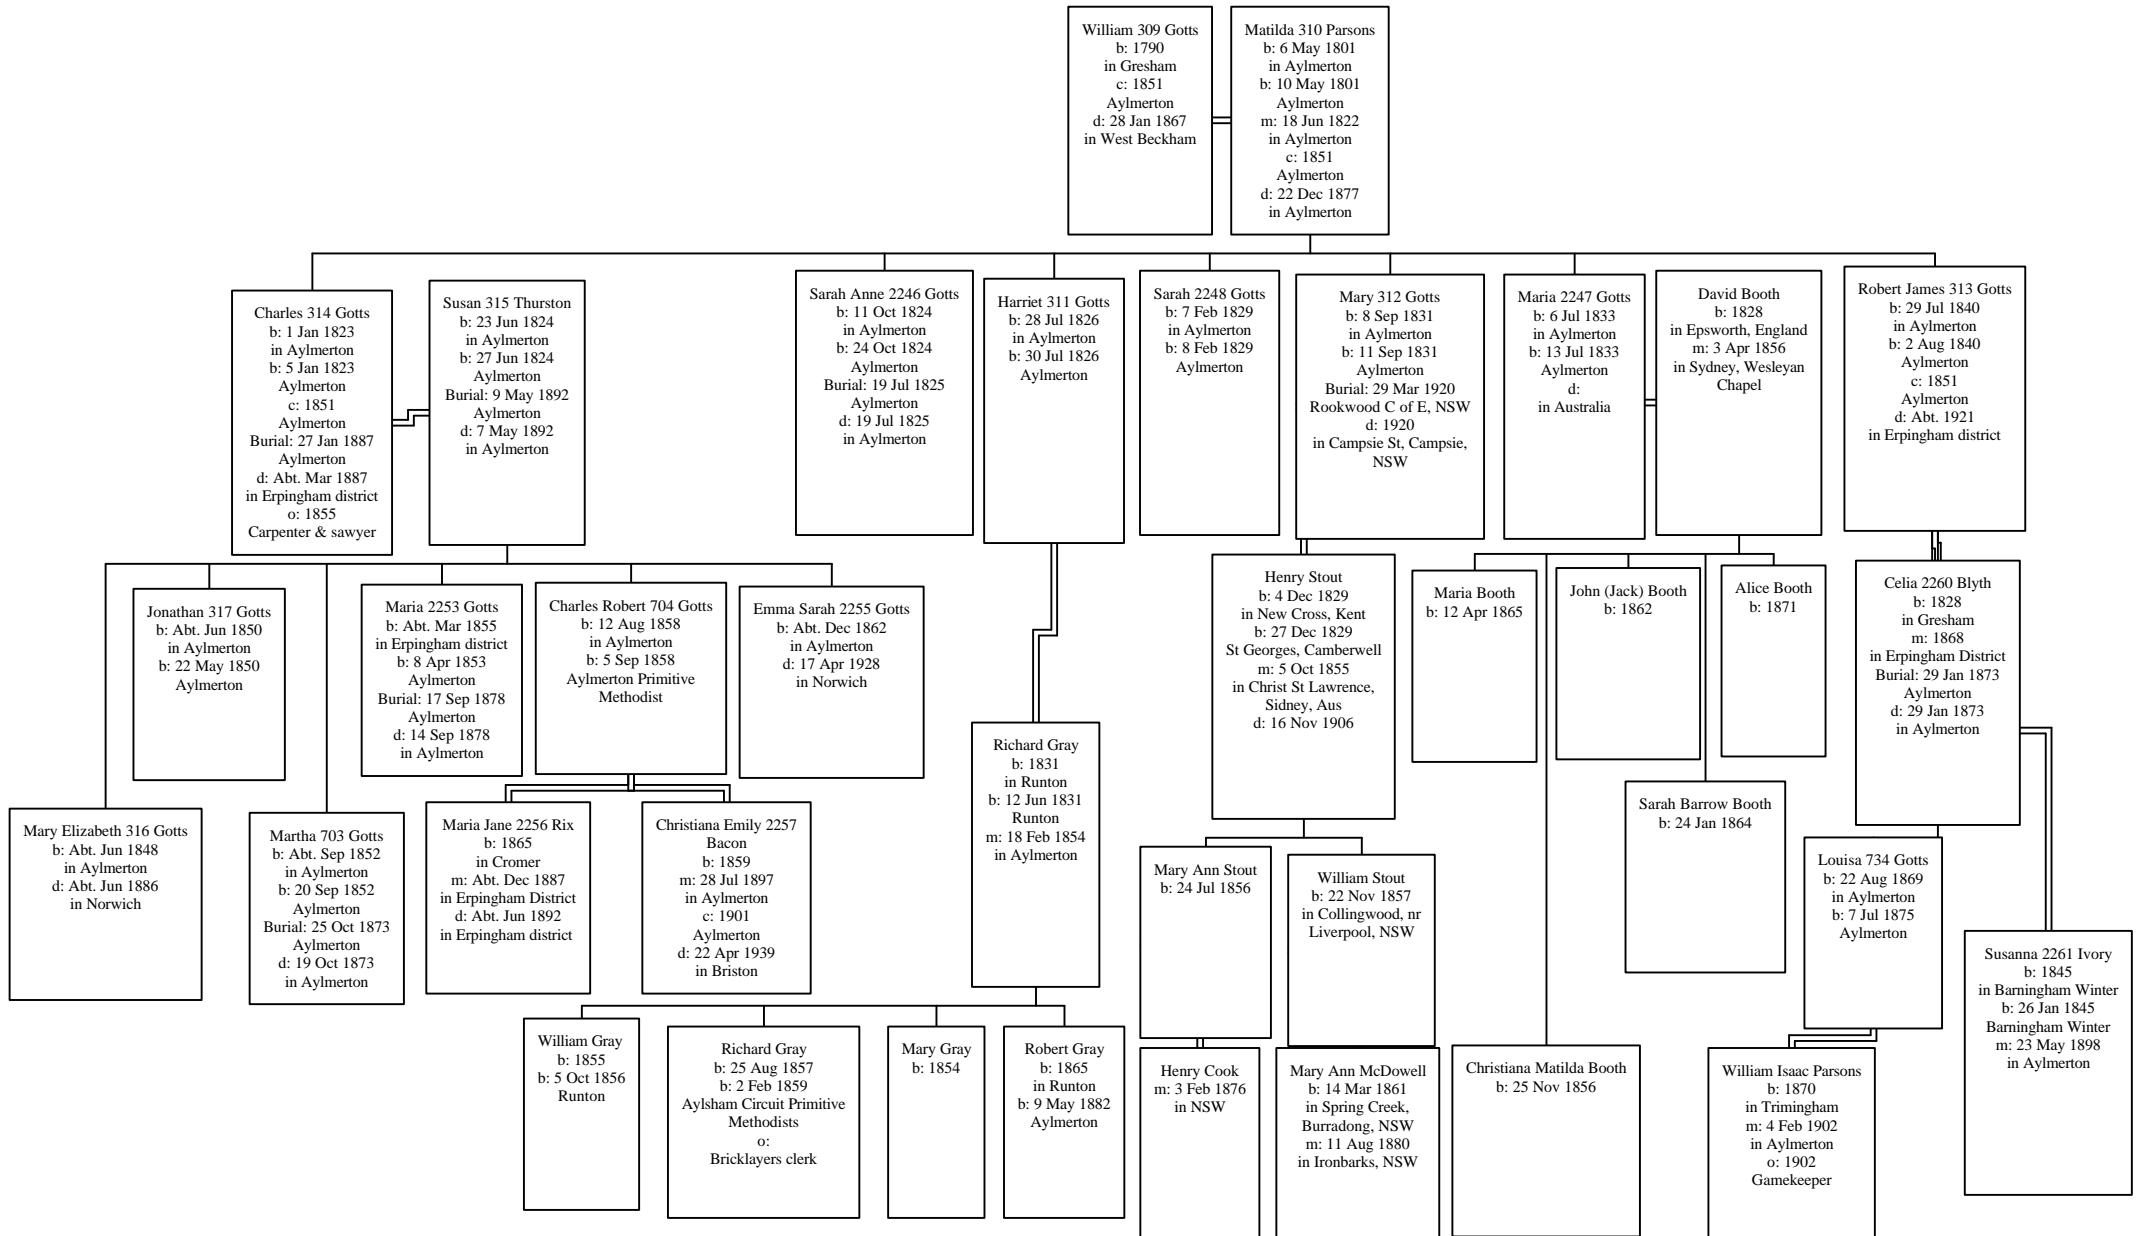 William 309 Gotts
b: 1790
in Gresham
c: 1851
Aylmerton
d: 28 Jan 1867
in West Beckham
Matilda 310 Parsons
b: 6 May 1801
in Aylmerton
b: 10 May 1801
Aylmerton
m: 18 Jun 1822
in Aylmerton
c: 1851
Aylmerton
d: 22 Dec 1877
in Aylmerton
Charles 314 Gotts
b: 1 Jan 1823
in Aylmerton
b: 5 Jan 1823
Aylmerton
c: 1851
Aylmerton
Burial: 27 Jan 1887
Aylmerton
d: Abt. Mar 1887
in Erpingham district
o: 1855
Carpenter & sawyer
Susan 315 Thurston
b: 23 Jun 1824
in Aylmerton
b: 27 Jun 1824
Aylmerton
Burial: 9 May 1892
Aylmerton
d: 7 May 1892
in Aylmerton
Sarah Anne 2246 Gotts
b: 11 Oct 1824
in Aylmerton
b: 24 Oct 1824
Aylmerton
Burial: 19 Jul 1825
Aylmerton
d: 19 Jul 1825
in Aylmerton
Harriet 311 Gotts
b: 28 Jul 1826
in Aylmerton
b: 30 Jul 1826
Aylmerton
Sarah 2248 Gotts
b: 7 Feb 1829
in Aylmerton
b: 8 Feb 1829
Aylmerton
Mary 312 Gotts
b: 8 Sep 1831
in Aylmerton
b: 11 Sep 1831
Aylmerton
Burial: 29 Mar 1920
Rookwood C of E, NSW
d: 1920
in Campsie St, Campsie,
NSW
Maria 2247 Gotts
b: 6 Jul 1833
in Aylmerton
b: 13 Jul 1833
Aylmerton
d:
in Australia
David Booth
b: 1828
in Epsworth, England
m: 3 Apr 1856
in Sydney, Wesleyan
Chapel
Robert James 313 Gotts
b: 29 Jul 1840
in Aylmerton
b: 2 Aug 1840
Aylmerton
c: 1851
Aylmerton
d: Abt. 1921
in Erpingham district
Jonathan 317 Gotts
b: Abt. Jun 1850
in Aylmerton
b: 22 May 1850
Aylmerton
Maria 2253 Gotts
b: Abt. Mar 1855
in Erpingham district
b: 8 Apr 1853
Aylmerton
Burial: 17 Sep 1878
Aylmerton
d: 14 Sep 1878
in Aylmerton
Charles Robert 704 Gotts
b: 12 Aug 1858
in Aylmerton
b: 5 Sep 1858
Aylmerton Primitive
Methodist
Emma Sarah 2255 Gotts
b: Abt. Dec 1862
in Aylmerton
d: 17 Apr 1928
in Norwich
Henry Stout
b: 4 Dec 1829
in New Cross, Kent
b: 27 Dec 1829
St Georges, Camberwell
m: 5 Oct 1855
in Christ St Lawrence,
Sidney, Aus
d: 16 Nov 1906
Maria Booth
b: 12 Apr 1865
John (Jack) Booth
b: 1862
Alice Booth
b: 1871
Celia 2260 Blyth
b: 1828
in Gresham
m: 1868
in Erpingham District
Burial: 29 Jan 1873
Aylmerton
d: 29 Jan 1873
in Aylmerton
Richard Gray
b: 1831
in Runton
b: 12 Jun 1831
Runton
m: 18 Feb 1854
in Aylmerton
Mary Elizabeth 316 Gotts
b: Abt. Jun 1848
in Aylmerton
d: Abt. Jun 1886
in Norwich
Martha 703 Gotts
b: Abt. Sep 1852
in Aylmerton
b: 20 Sep 1852
Aylmerton
Burial: 25 Oct 1873
Aylmerton
d: 19 Oct 1873
in Aylmerton
Maria Jane 2256 Rix
b: 1865
in Cromer
m: Abt. Dec 1887
in Erpingham District
d: Abt. Jun 1892
in Erpingham district
Christiana Emily 2257
Bacon
b: 1859
m: 28 Jul 1897
in Aylmerton
c: 1901
Aylmerton
d: 22 Apr 1939
in Briston
Sarah Barrow Booth
b: 24 Jan 1864
Mary Ann Stout
b: 24 Jul 1856
William Stout
b: 22 Nov 1857
in Collingwood, nr
Liverpool, NSW
Louisa 734 Gotts
b: 22 Aug 1869
in Aylmerton
b: 7 Jul 1875
Aylmerton
Susanna 2261 Ivory
b: 1845
in Barningham Winter
b: 26 Jan 1845
Barningham Winter
m: 23 May 1898
in Aylmerton
William Gray
b: 1855
b: 5 Oct 1856
Runton
Richard Gray
b: 25 Aug 1857
b: 2 Feb 1859
Aylsham Circuit Primitive
Methodists
o:
Bricklayers clerk
Mary Gray
b: 1854
Robert Gray
b: 1865
in Runton
b: 9 May 1882
Aylmerton
Henry Cook
m: 3 Feb 1876
in NSW
Mary Ann McDowell
b: 14 Mar 1861
in Spring Creek,
Burradong, NSW
m: 11 Aug 1880
in Ironbarks, NSW
Christiana Matilda Booth
b: 25 Nov 1856
William Isaac Parsons
b: 1870
in Trimingham
m: 4 Feb 1902
in Aylmerton
o: 1902
Gamekeeper